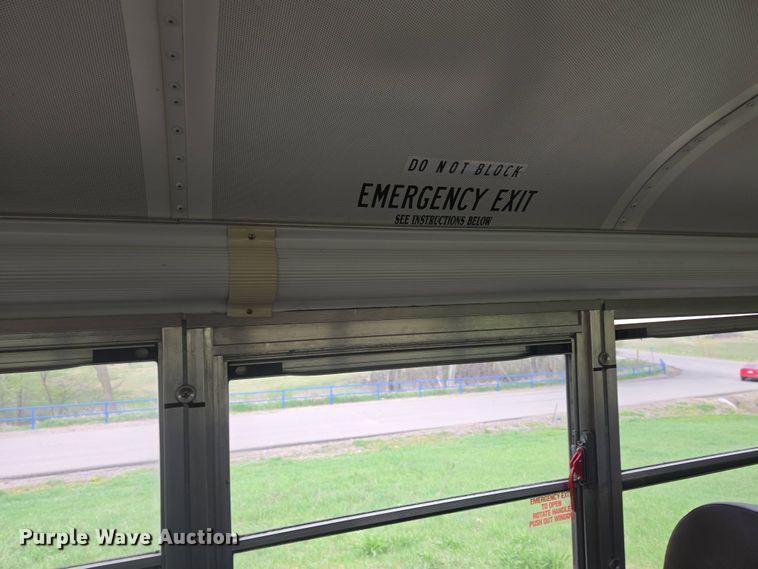 DO NOT BLOCK
EMERGENCY EXIT
SEE INSTRUCTIONS BELOW
EMERGENCY EXIT
TO OPEN
ROTATE HANDLE
PUSH OUT WINDOW
Purple Wave Auction